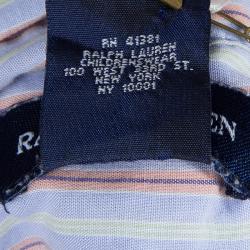 RN 41381
RALPH LAUREN
CHILDRENSWEAR
100 WEST 33RD ST.
NEW YORK
NY 10001